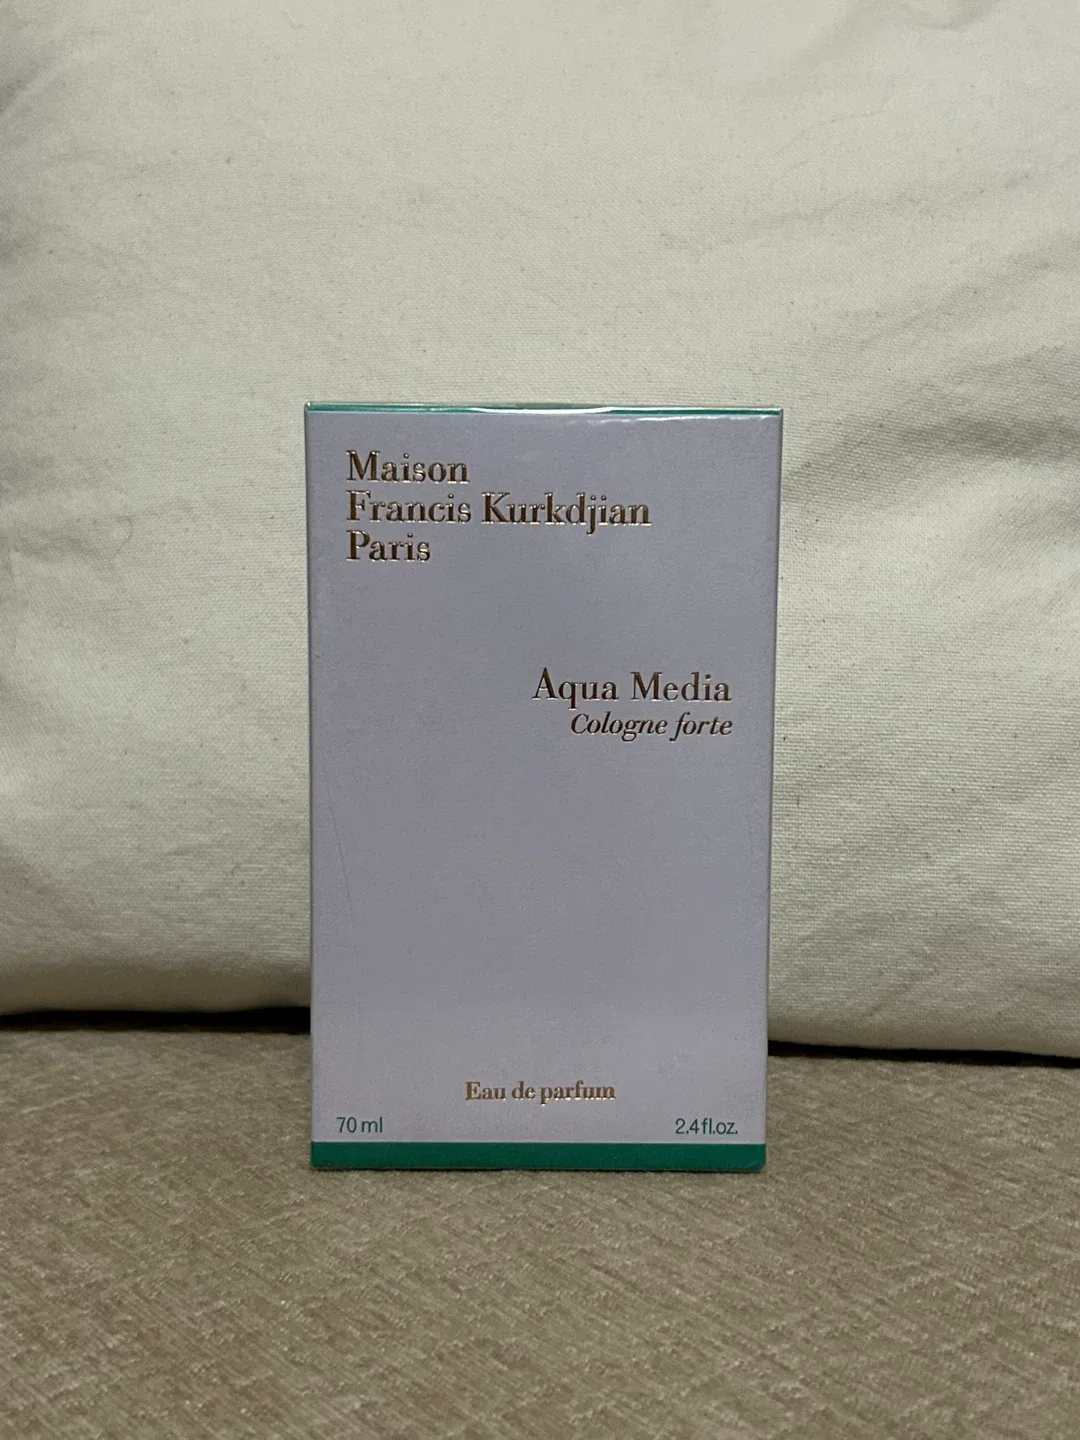 Maison
Francis Kurkdjian
Paris
Aqua Media
Cologne forte
Eau de parfum
70 ml
2.4 fl.oz.